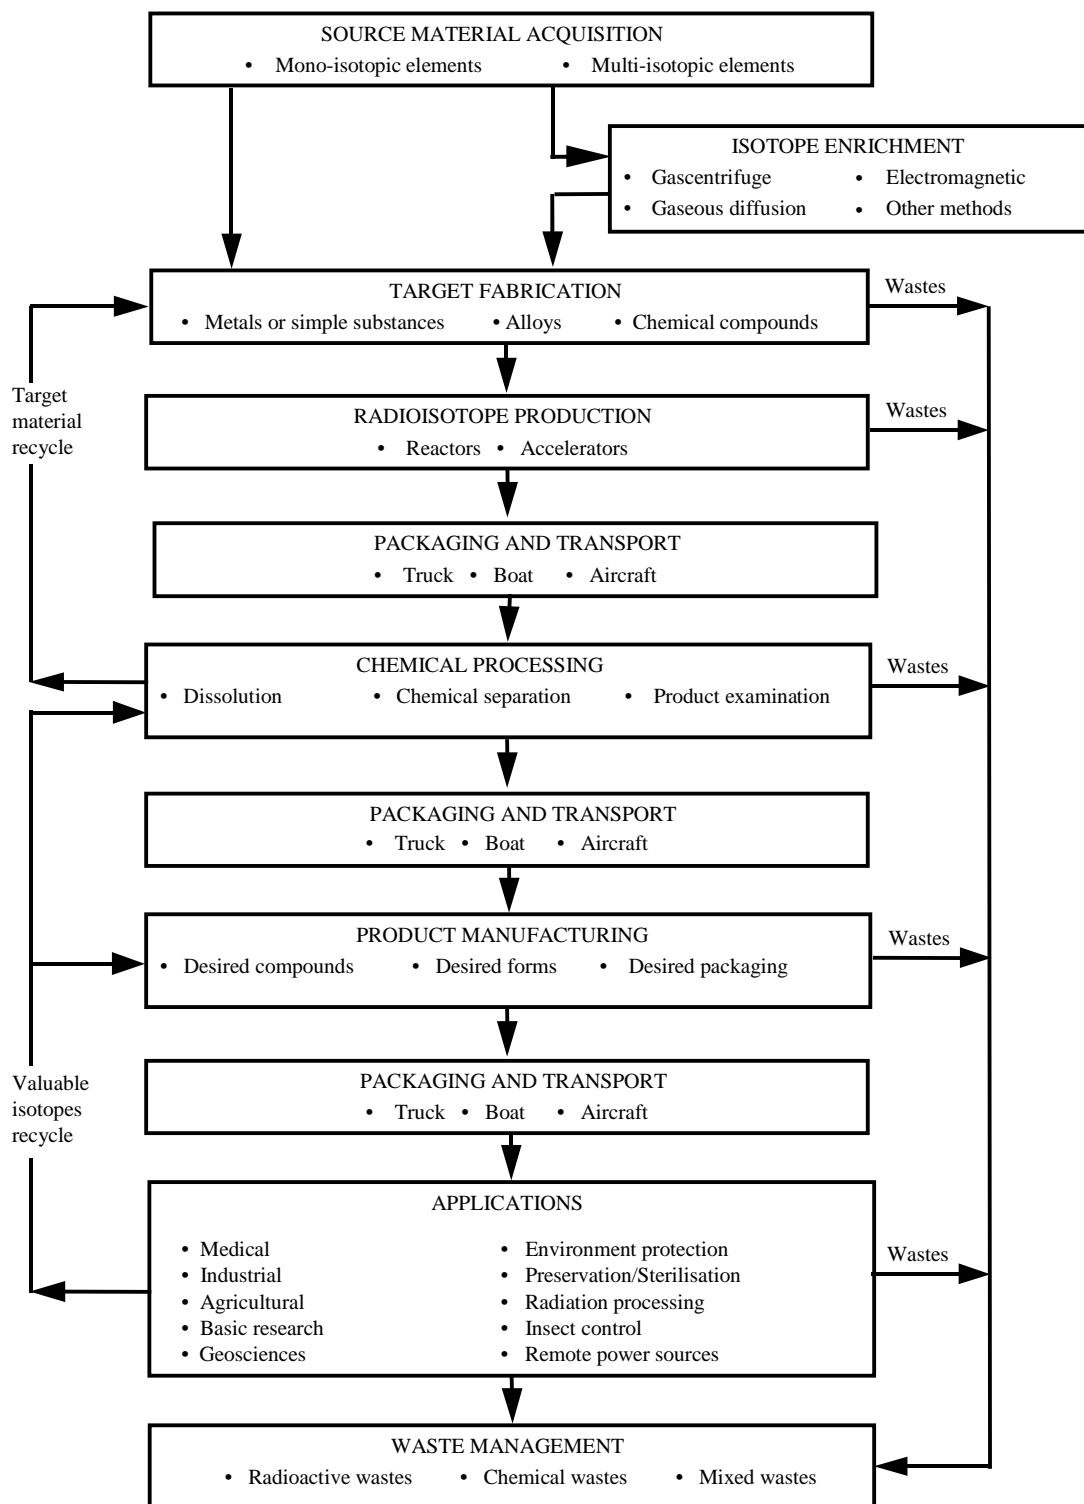 SOURCE MATERIAL ACQUISITION
• Mono-isotopic elements • Multi-isotopic elements
ISOTOPE ENRICHMENT
• Gascentrifuge • Electromagnetic
• Gaseous diffusion • Other methods
TARGET FABRICATION
• Metals or simple substances • Alloys • Chemical compounds
Wastes
Target
material
recycle
RADIOISOTOPE PRODUCTION
• Reactors • Accelerators
Wastes
PACKAGING AND TRANSPORT
• Truck • Boat • Aircraft
CHEMICAL PROCESSING
• Dissolution • Chemical separation • Product examination
Wastes
PACKAGING AND TRANSPORT
• Truck • Boat • Aircraft
PRODUCT MANUFACTURING
• Desired compounds • Desired forms • Desired packaging
Wastes
PACKAGING AND TRANSPORT
• Truck • Boat • Aircraft
Valuable
isotopes
recycle
APPLICATIONS
• Medical • Environment protection
• Industrial • Preservation/Sterilisation
• Agricultural • Radiation processing
• Basic research • Insect control
• Geosciences • Remote power sources
Wastes
WASTE MANAGEMENT
• Radioactive wastes • Chemical wastes • Mixed wastes